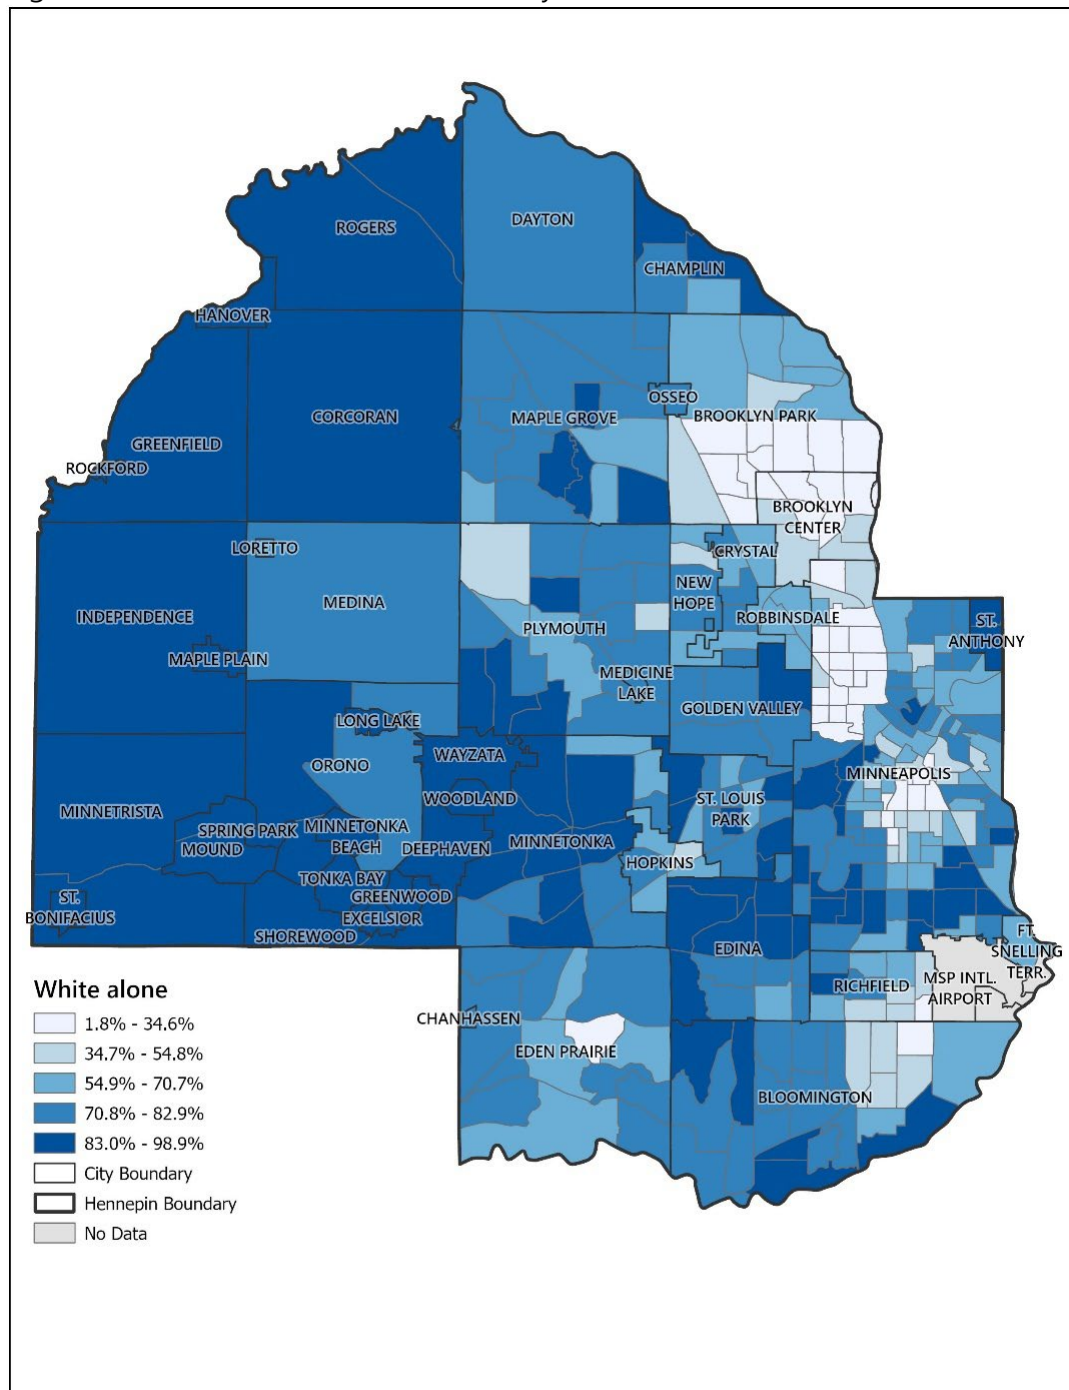 ROGERS
DAYTON
CHAMPLIN
HANOVER
OSSEO
CORCORAN
MAPLE GROVE
BROOKLYN PARK
GREENFIELD
ROCKFORD
BROOKLYN
CENTER
LORETTO
CRYSTAL
NEW
HOPE
MEDINA
INDEPENDENCE
ROBBINSDALE
PLYMOUTH
ST.
ANTHONY
MAPLE PLAIN
MEDICINE
LAKE
GOLDEN VALLEY
LONG LAKE
WAYZATA
ORONO
MINNEAPOLIS
WOODLAND
ST. LOUIS
PARK
MINNETRISTA
SPRING PARK
MINNETONKA
BEACH
MOUND
DEEPHAVEN
MINNETONKA
HOPKINS
TONKA BAY
GREENWOOD
ST.
BONIFACIUS
EXCELSIOR
SHOREWOOD
EDINA
FT.
SNELLING
TERR.
RICHFIELD
MSP INTL.
AIRPORT
CHANHASSEN
EDEN PRAIRIE
BLOOMINGTON
White alone
1.8% - 34.6%
34.7% - 54.8%
54.9% - 70.7%
70.8% - 82.9%
83.0% - 98.9%
City Boundary
Hennepin Boundary
No Data